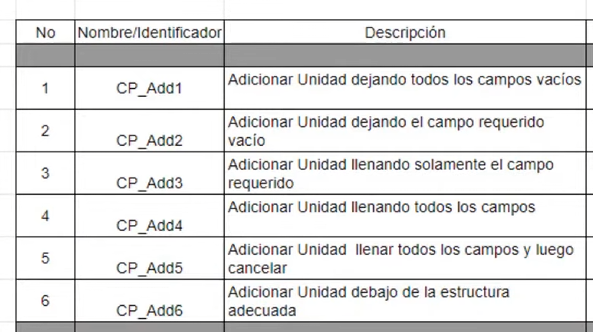 No Nombre/Identificador Descripción
1 CP_Add1 Adicionar Unidad dejando todos los campos vacíos
2 CP_Add2 Adicionar Unidad dejando el campo requerido
vacío
3 CP_Add3 Adicionar Unidad llenando solamente el campo
requerido
4 CP_Add4 Adicionar Unidad llenando todos los campos
5 CP_Add5 Adicionar Unidad  llenar todos los campos y luego
cancelar
6 CP_Add6 Adicionar Unidad debajo de la estructura
adecuada